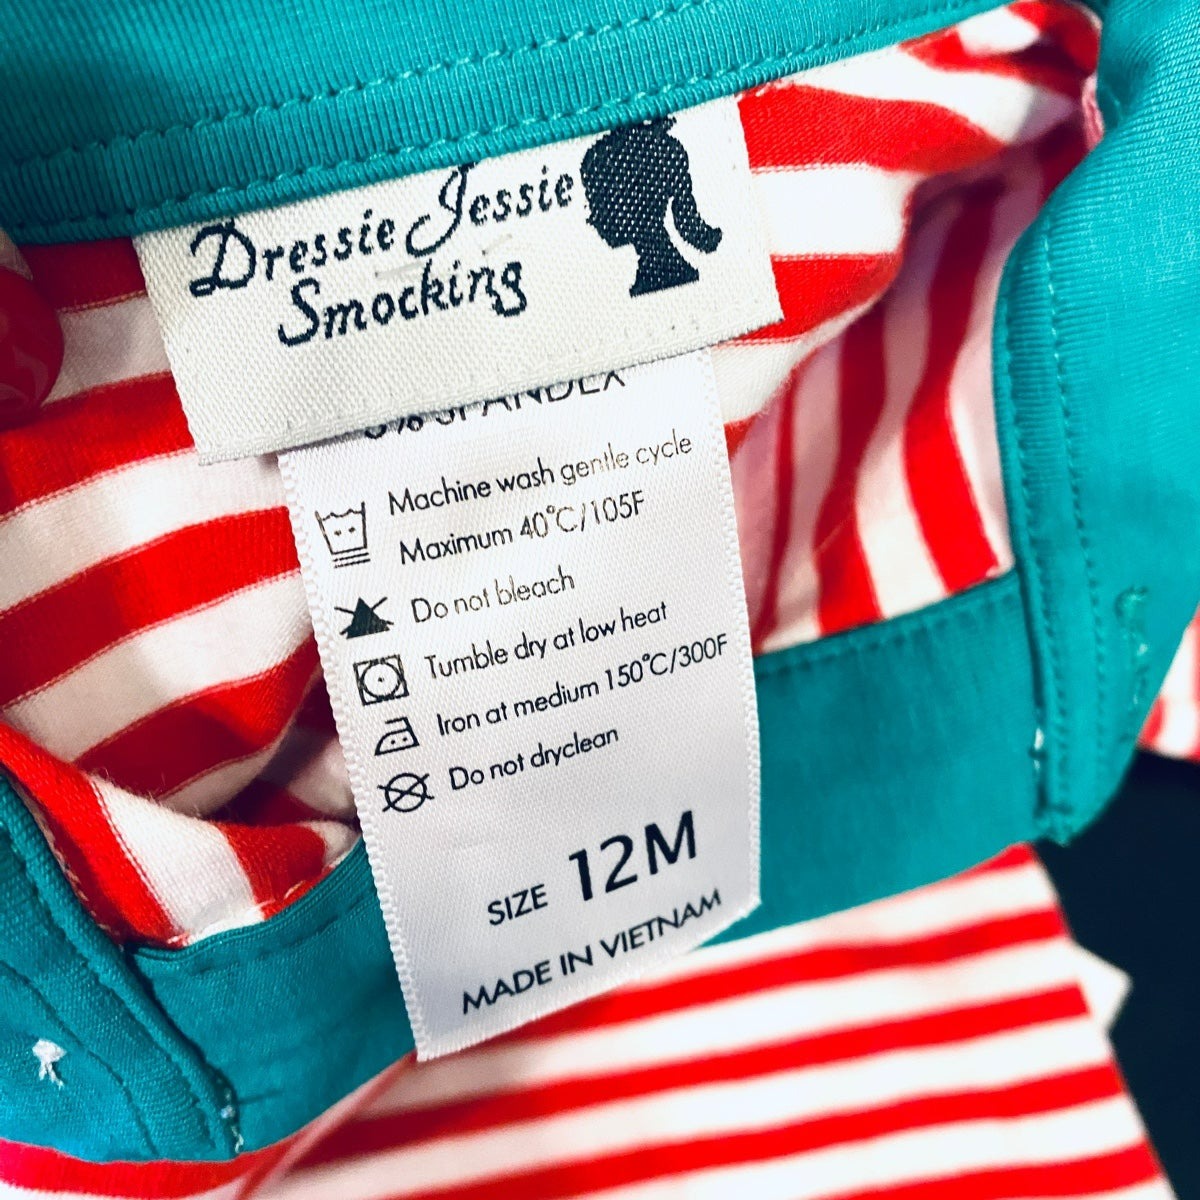 Dressie Jessie
Smocking
% SPANDEX
Machine wash gentle cycle
Maximum 40°C/105F
Do not bleach
Tumble dry at low heat
Iron at medium 150°C/300F
Do not dryclean
SIZE 12M
MADE IN VIETNAM